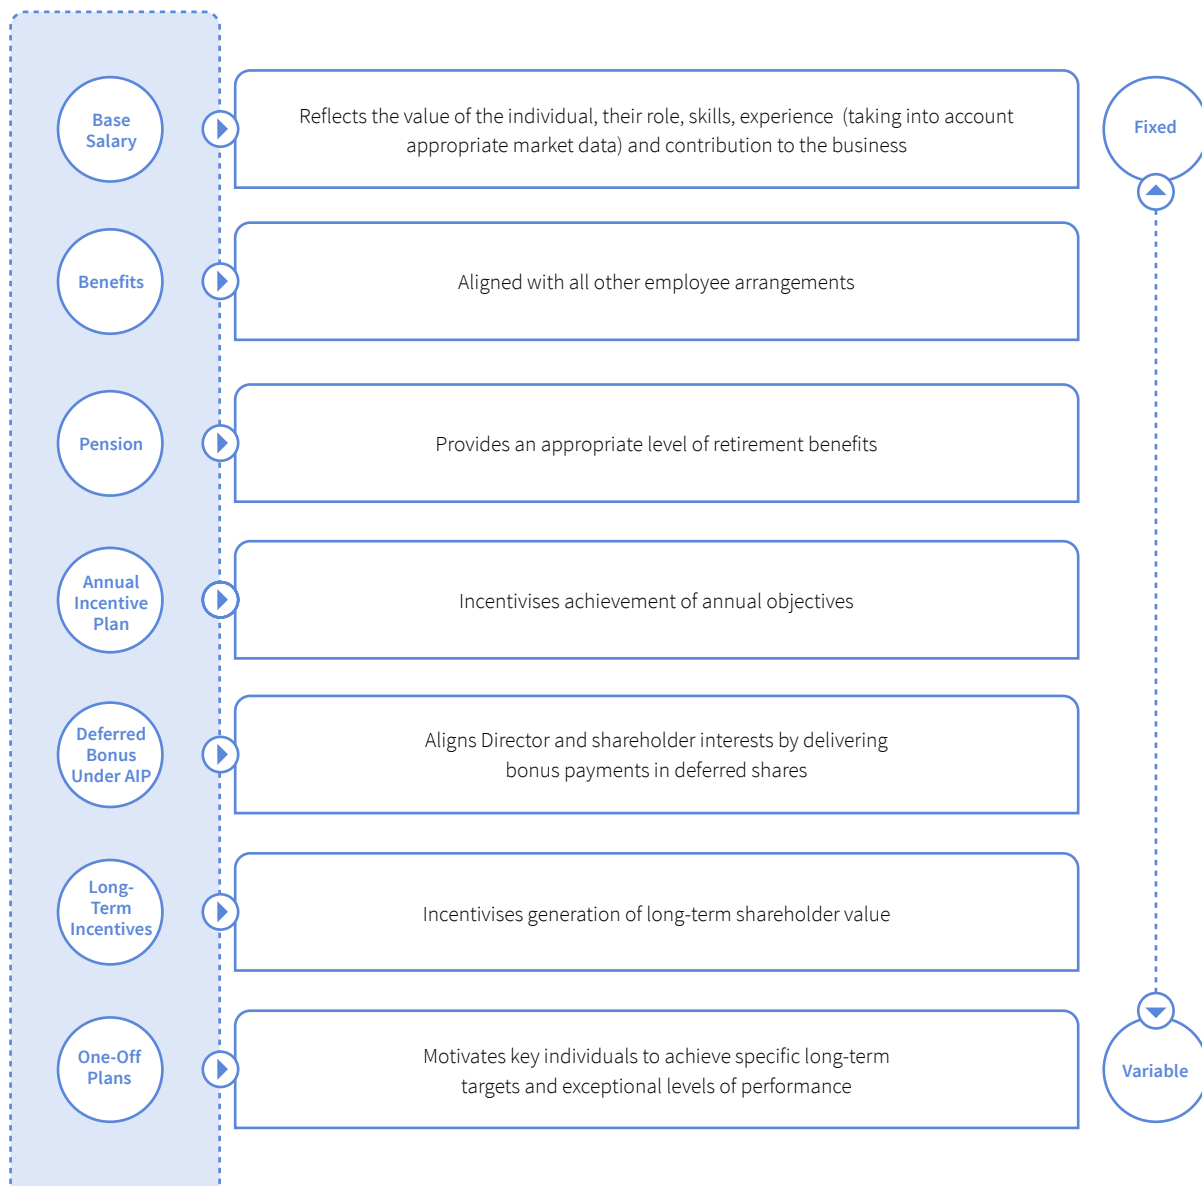 Base
Salary
Reflects the value of the individual, their role, skills, experience (taking into account
appropriate market data) and contribution to the business
Fixed
Benefits
Aligned with all other employee arrangements
Pension
Provides an appropriate level of retirement benefits
Annual
Incentive
Plan
Incentivises achievement of annual objectives
Deferred
Bonus
Under AIP
Aligns Director and shareholder interests by delivering
bonus payments in deferred shares
Long-
Term
Incentives
Incentivises generation of long-term shareholder value
One-Off
Plans
Motivates key individuals to achieve specific long-term
targets and exceptional levels of performance
Variable